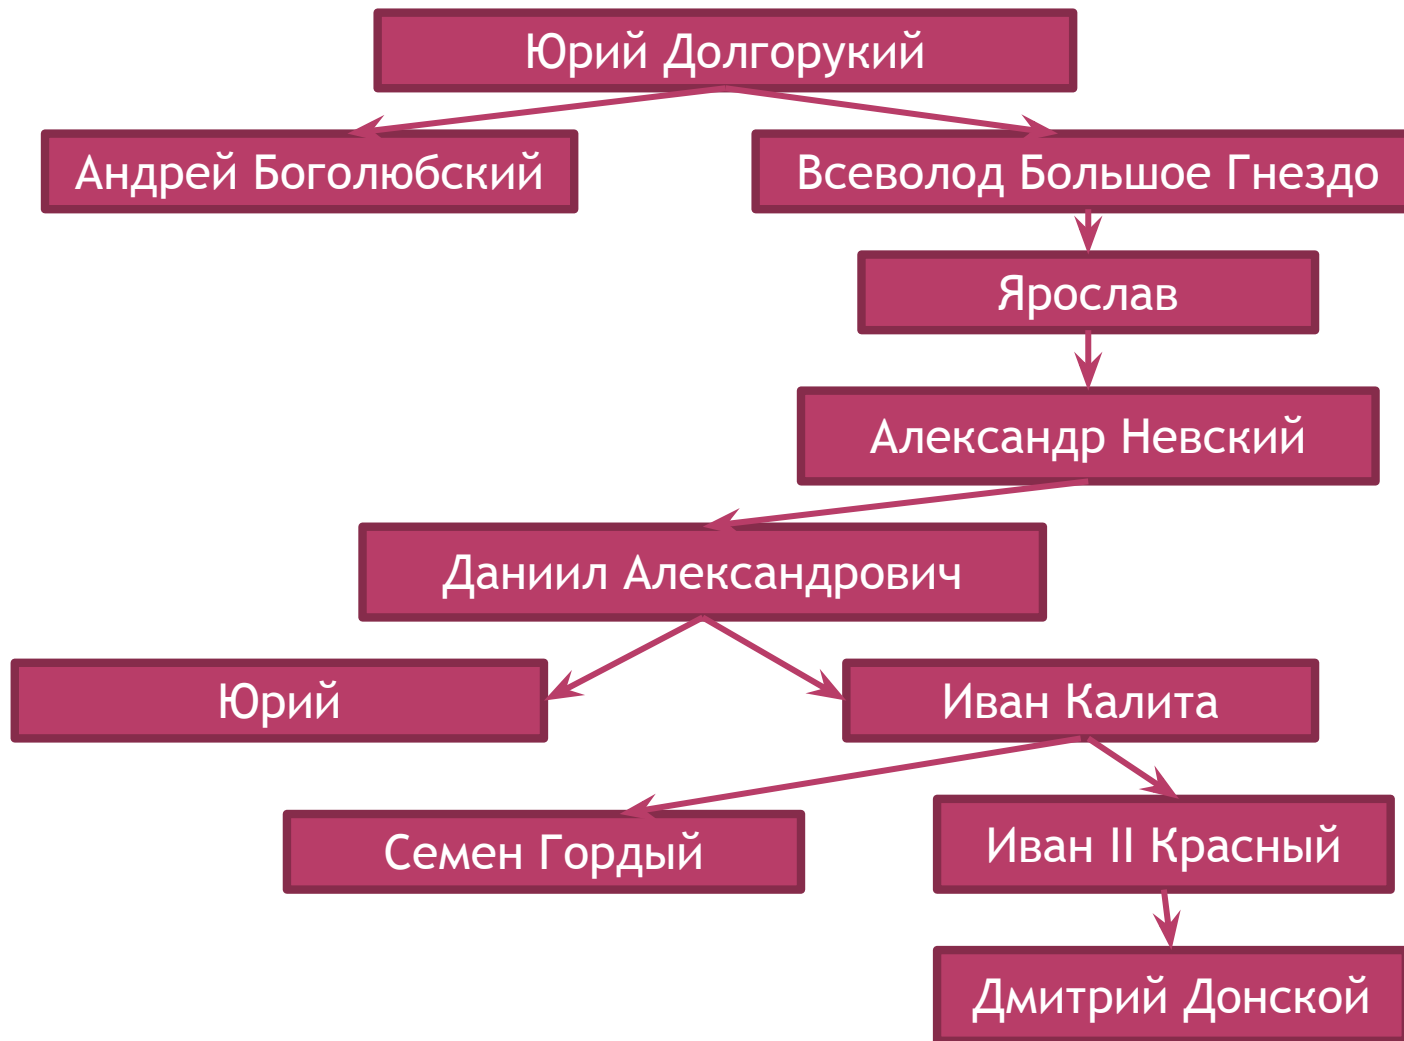 Юрий Долгорукий
Андрей Боголюбский
Всеволод Большое Гнездо
Ярослав
Александр Невский
Даниил Александрович
Юрий
Иван Калита
Семен Гордый
Иван II Красный
Дмитрий Донской